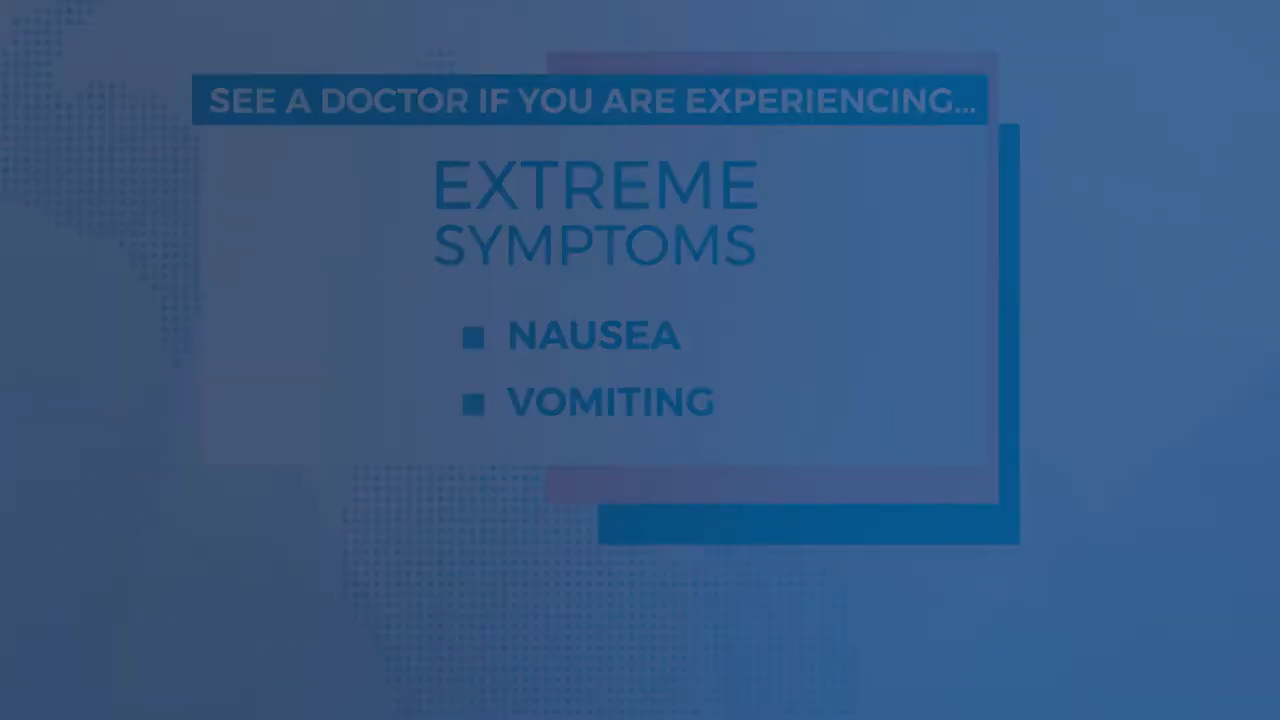 SEE A DOCTOR IF YOU ARE EXPERIENCING...
EXTREME
SYMPTOMS
NAUSEA
VOMITING